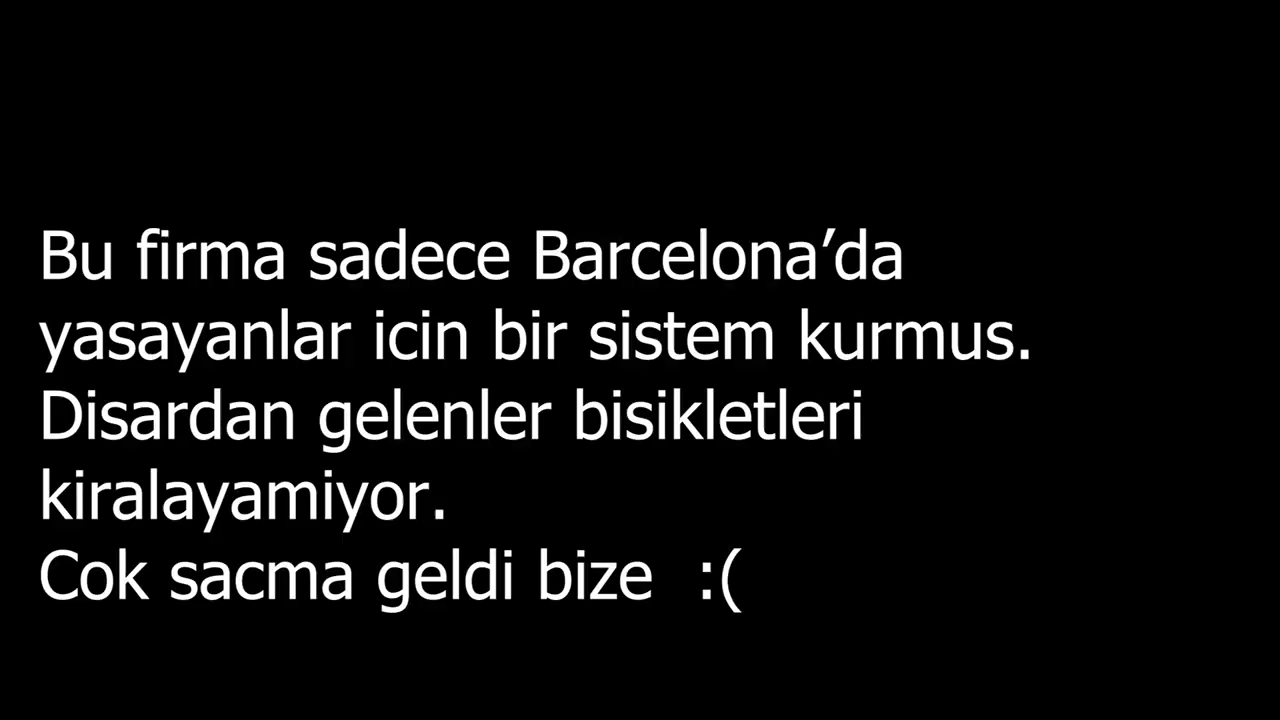 Bu firma sadece Barcelona’da
yasayanlar icin bir sistem kurmus.
Disardan gelenler bisikletleri
kiralayamiyor.
Cok sacma geldi bize  :(